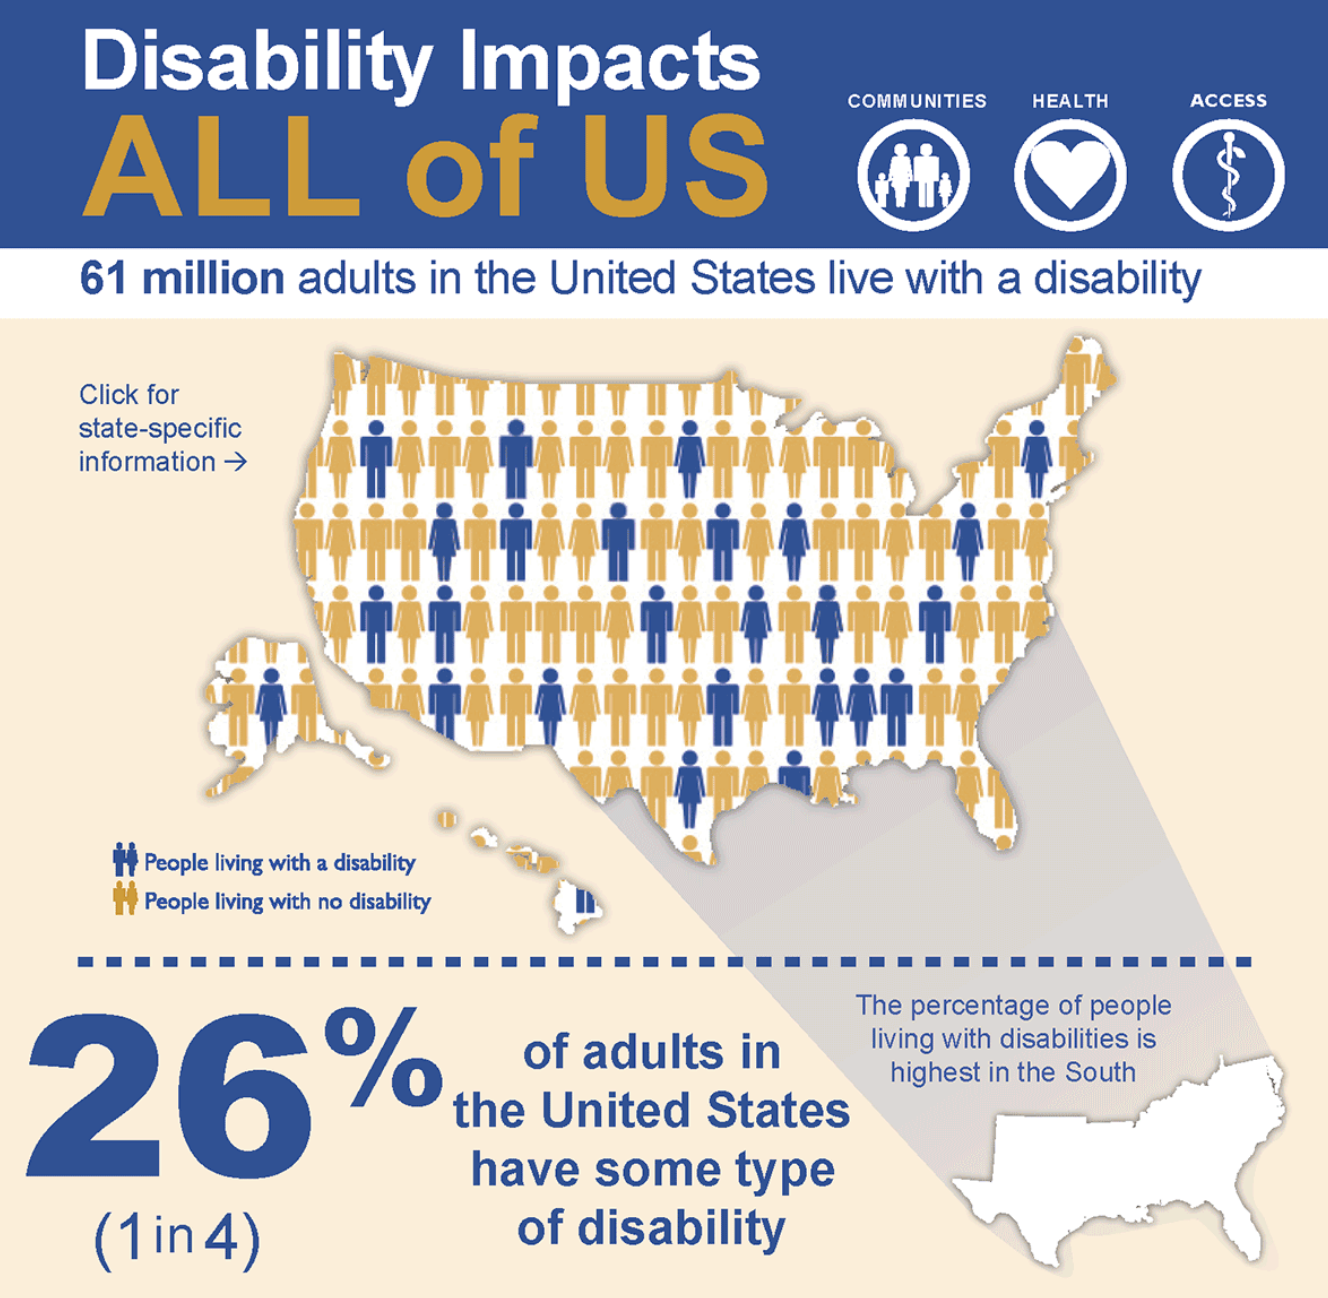 Disability Impacts
ALL of US
COMMUNITIES HEALTH ACCESS
61 million adults in the United States live with a disability
Click for
state-specific
information →
People living with a disability
People living with no disability
26%
(1 in 4)
of adults in
the United States
have some type
of disability
The percentage of people
living with disabilities is
highest in the South